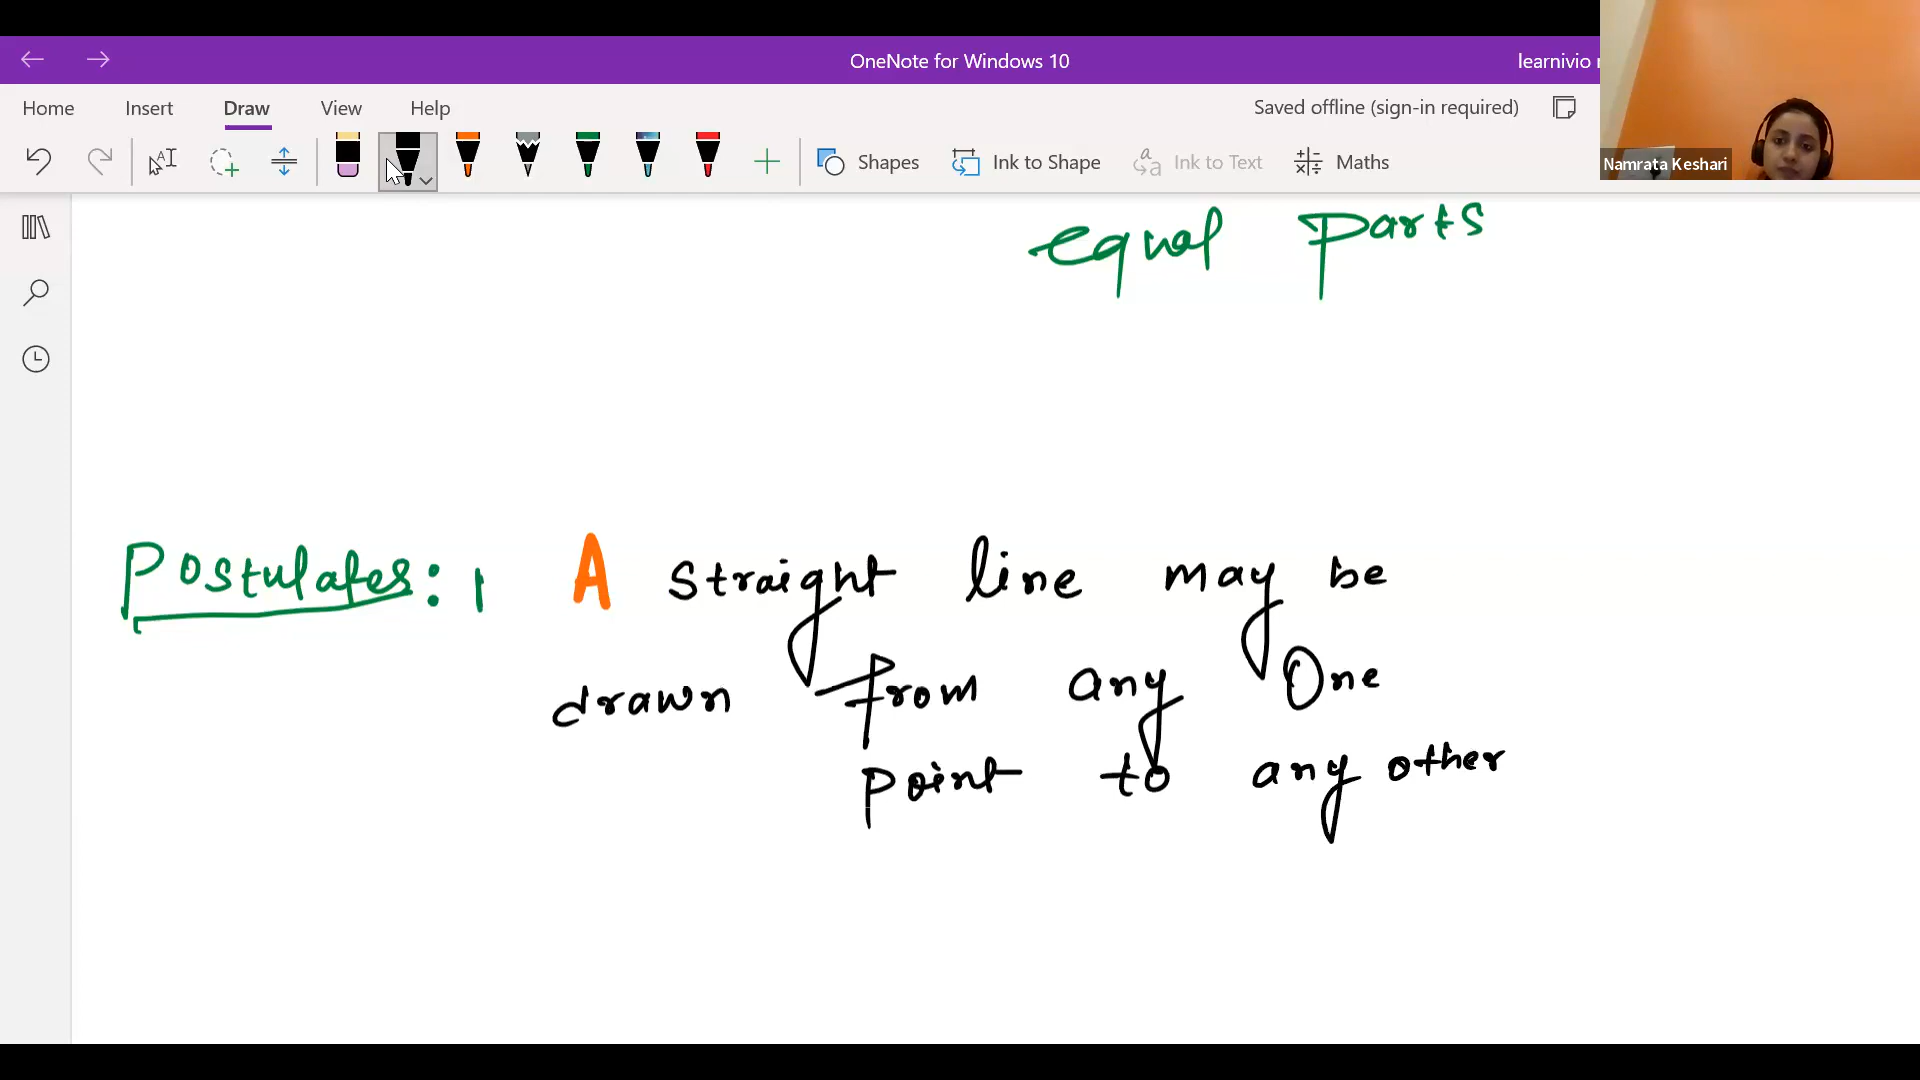 OneNote for Windows 10
learnivio
Home Insert Draw View Help
Saved offline (sign-in required)
Shapes Ink to Shape Ink to Text Maths
Namrata Keshari
equal parts
Postulates: 1 A straight line may be
drawn from any One
point to any other